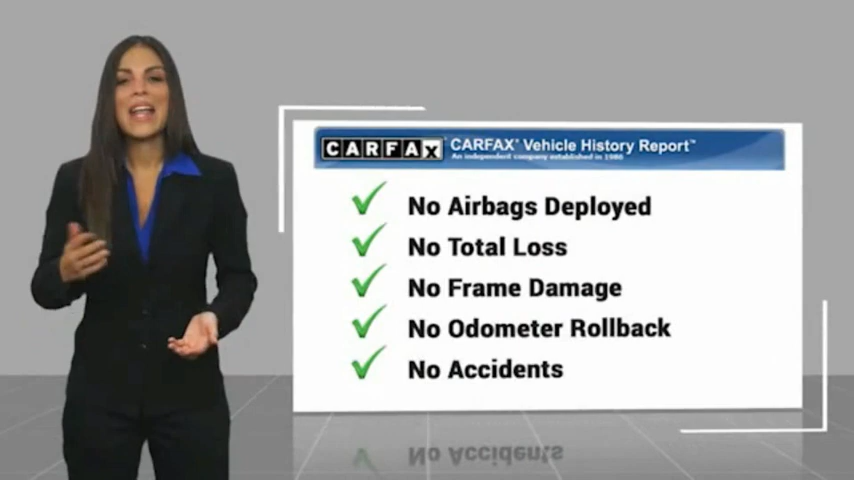 CARFAX CARFAX® Vehicle History Report™
An independent company established in 1986
No Airbags Deployed
No Total Loss
No Frame Damage
No Odometer Rollback
No Accidents
No Accidents